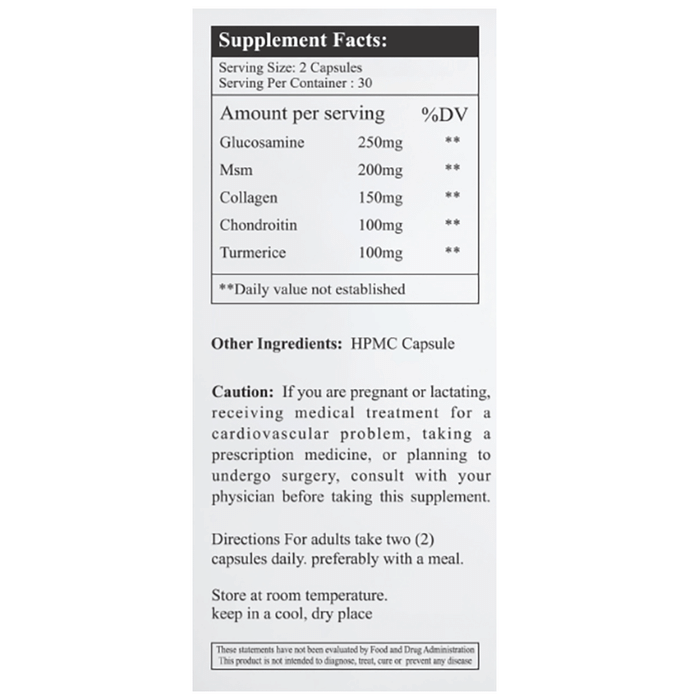 Supplement Facts:
Serving Size: 2 Capsules
Serving Per Container : 30
Amount per serving %DV
Glucosamine 250mg **
Msm 200mg **
Collagen 150mg **
Chondroitin 100mg **
Turmerice 100mg **
**Daily value not established
Other Ingredients: HPMC Capsule
Caution: If you are pregnant or lactating,
receiving medical treatment for a
cardiovascular problem, taking a
prescription medicine, or planning to
undergo surgery, consult with your
physician before taking this supplement.
Directions For adults take two (2)
capsules daily. preferably with a meal.
Store at room temperature.
keep in a cool, dry place
These statements have not been evaluated by Food and Drug Administration
This product is not intended to diagnose, treat, cure or prevent any disease